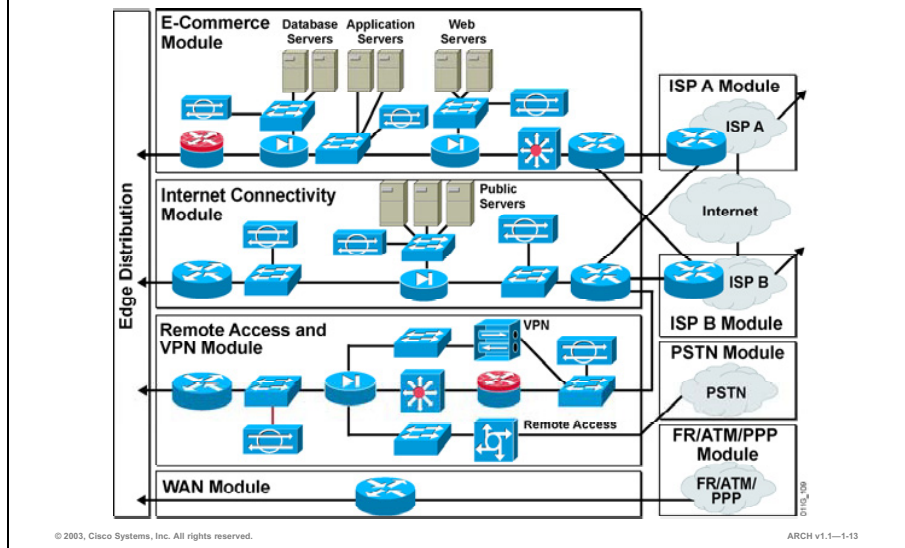 E-Commerce
Module
Database
Servers
Application
Servers
Web
Servers
ISP A Module
ISP A
Internet
Edge Distribution
Internet Connectivity
Module
Public
Servers
ISP B
ISP B Module
Remote Access and
VPN Module
VPN
Remote Access
PSTN Module
PSTN
FR/ATM/PPP
Module
FR/ATM/
PPP
WAN Module
D11G_109
© 2003, Cisco Systems, Inc. All rights reserved.
ARCH v1.1—1-13